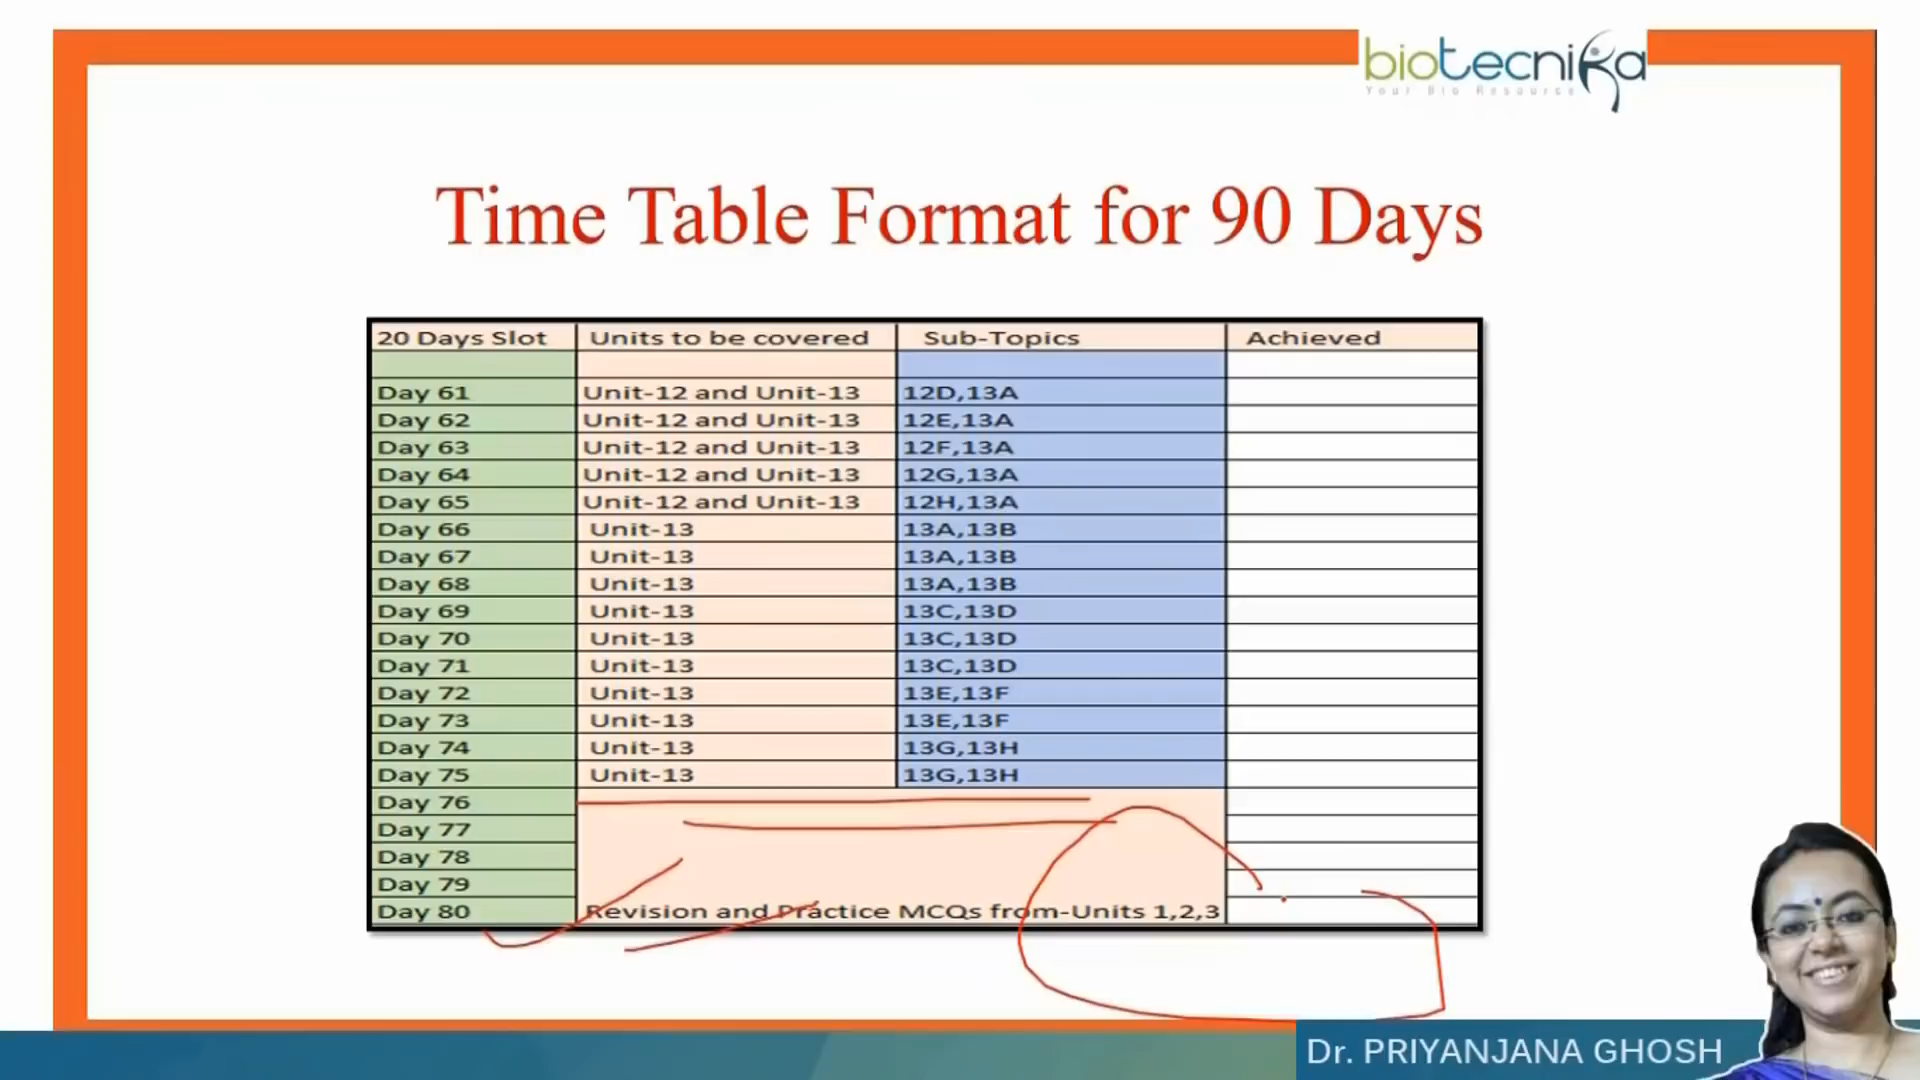 biotecnika
Your Bio Resource
Time Table Format for 90 Days
20 Days Slot Units to be covered Sub-Topics Achieved
Day 61 Unit-12 and Unit-13 12D,13A
Day 62 Unit-12 and Unit-13 12E,13A
Day 63 Unit-12 and Unit-13 12F,13A
Day 64 Unit-12 and Unit-13 12G,13A
Day 65 Unit-12 and Unit-13 12H,13A
Day 66 Unit-13 13A,13B
Day 67 Unit-13 13A,13B
Day 68 Unit-13 13A,13B
Day 69 Unit-13 13C,13D
Day 70 Unit-13 13C,13D
Day 71 Unit-13 13C,13D
Day 72 Unit-13 13E,13F
Day 73 Unit-13 13E,13F
Day 74 Unit-13 13G,13H
Day 75 Unit-13 13G,13H
Day 76
Day 77
Day 78
Day 79
Day 80 Revision and Practice MCQs from-Units 1,2,3
Dr. PRIYANJANA GHOSH